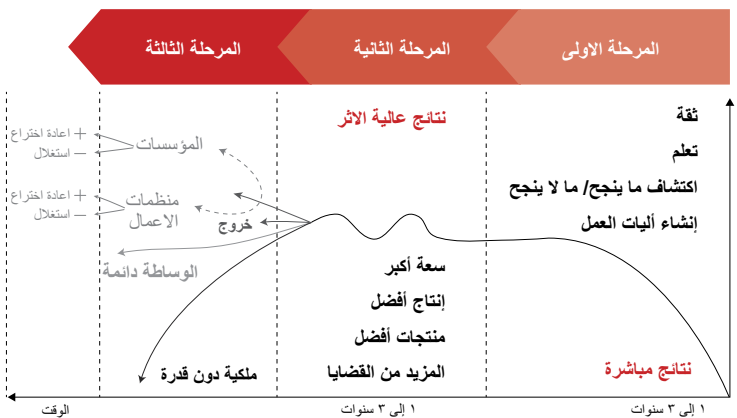 المرحلة الاولى
المرحلة الثانية
المرحلة الثالثة
ثقة
تعلم
اكتشاف ما ينجح/ ما لا ينجح
إنشاء أليات العمل
نتائج مباشرة
١ إلى ٣ سنوات
نتائج عالية الاثر
سعة أكبر
إنتاج أفضل
منتجات أفضل
المزيد من القضايا
١ إلى ٣ سنوات
المؤسسات
+ اعادة اختراع
− استغلال
منظمات
الاعمال
+ اعادة اختراع
− استغلال
خروج
الوساطة دائمة
ملكية دون قدرة
الوقت